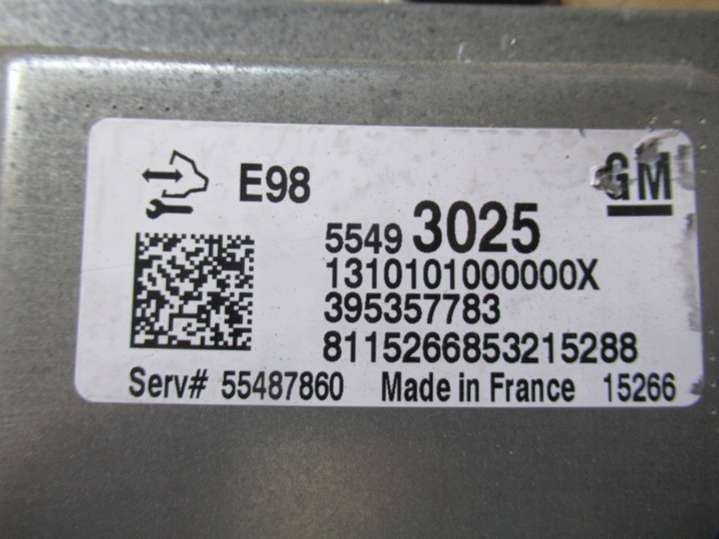 E98
GM
5549 3025
1310101000000X
395357783
8115266853215288
Serv# 55487860 Made in France 15266